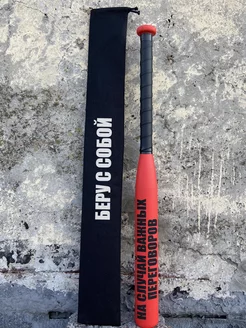 БЕРУ С СОБОЙ
НА СЛУЧАЙ ВАЖНЫХ
ПЕРЕГОВОРОВ